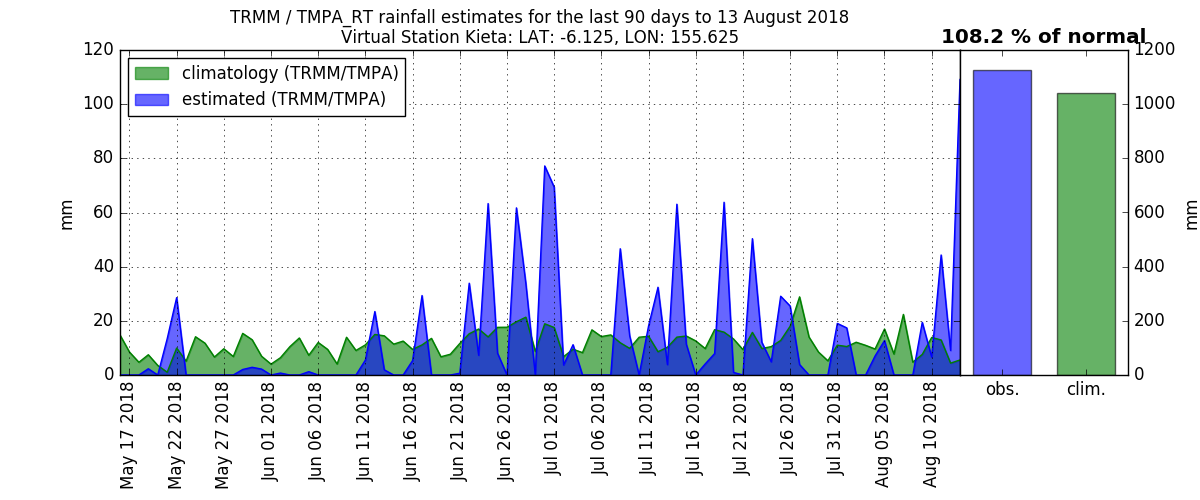 TRMM / TMPA_RT rainfall estimates for the last 90 days to 13 August 2018
Virtual Station Kieta: LAT: -6.125, LON: 155.625
108.2 % of normal
climatology (TRMM/TMPA)
estimated (TRMM/TMPA)
mm
120
100
80
60
40
20
0
May 17 2018
May 22 2018
May 27 2018
Jun 01 2018
Jun 06 2018
Jun 11 2018
Jun 16 2018
Jun 21 2018
Jun 26 2018
Jul 01 2018
Jul 06 2018
Jul 11 2018
Jul 16 2018
Jul 21 2018
Jul 26 2018
Jul 31 2018
Aug 05 2018
Aug 10 2018
obs.
clim.
1200
1000
800
600
400
200
0
mm